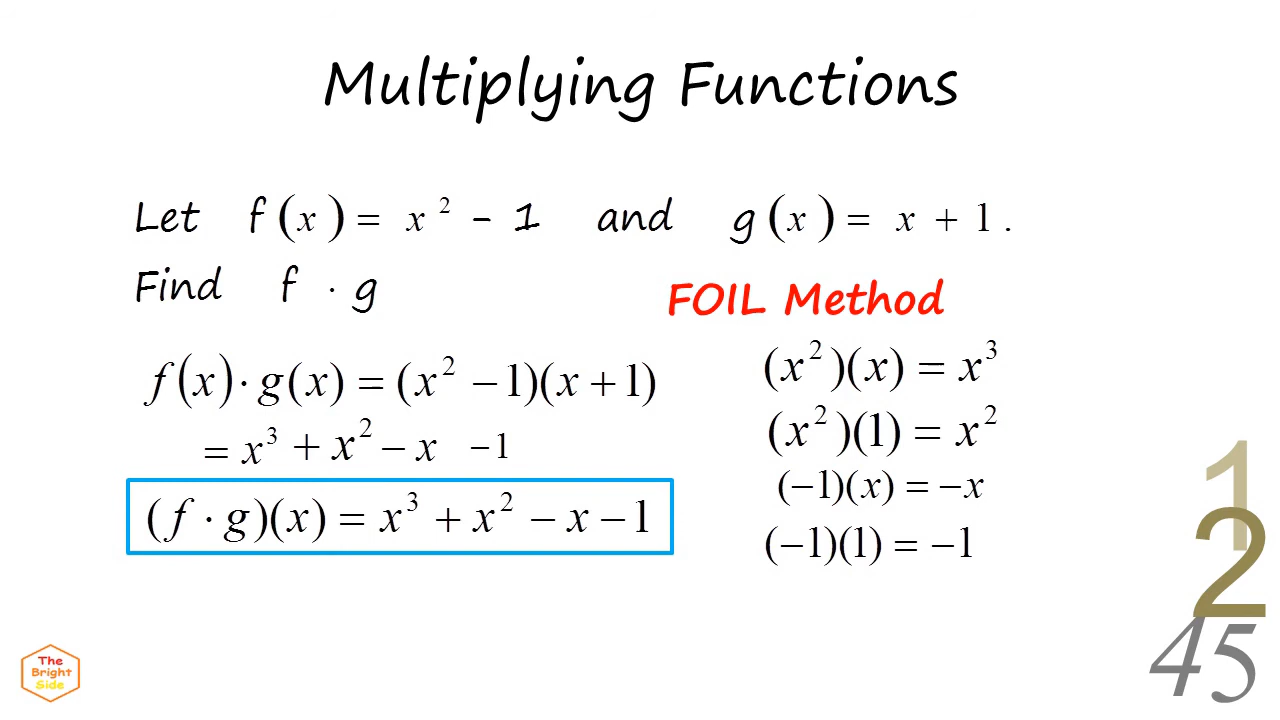 Multiplying Functions
Let f(x) = x² - 1 and g(x) = x + 1.
Find f · g
FOIL Method
f(x)·g(x) = (x² − 1)(x + 1)
= x³ + x² − x −1
(f · g)(x) = x³ + x² − x − 1
(x²)(x) = x³
(x²)(1) = x²
(−1)(x) = −x
(−1)(1) = −1
1
2
45
The
Bright
Side